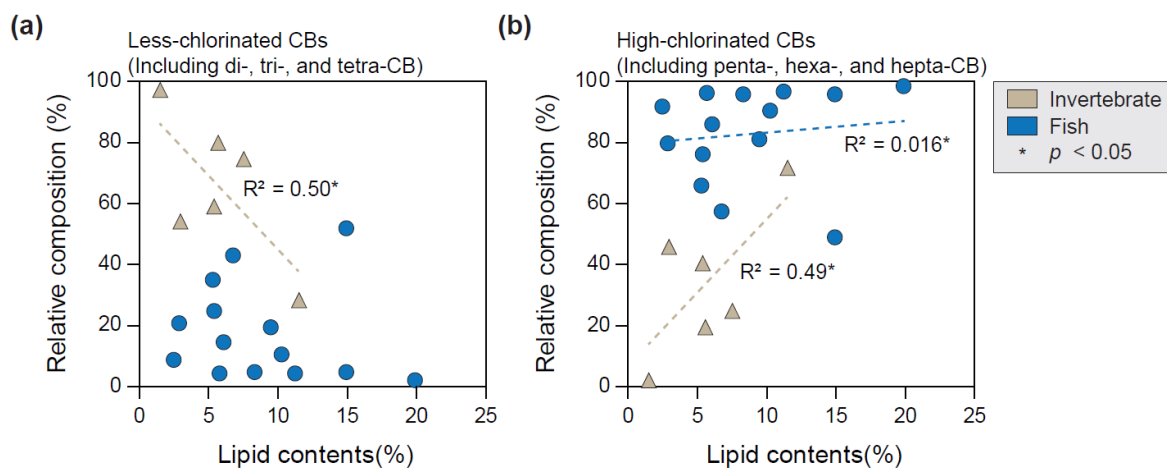 (a)
Less-chlorinated CBs
(Including di-, tri-, and tetra-CB)
100
80
60
40
20
0
Relative composition (%)
R² = 0.50*
0 5 10 15 20 25
Lipid contents(%)
(b)
High-chlorinated CBs
(Including penta-, hexa-, and hepta-CB)
100
80
60
40
20
0
Relative composition (%)
R² = 0.016*
R² = 0.49*
0 5 10 15 20 25
Lipid contents(%)
Invertebrate
Fish
* p < 0.05